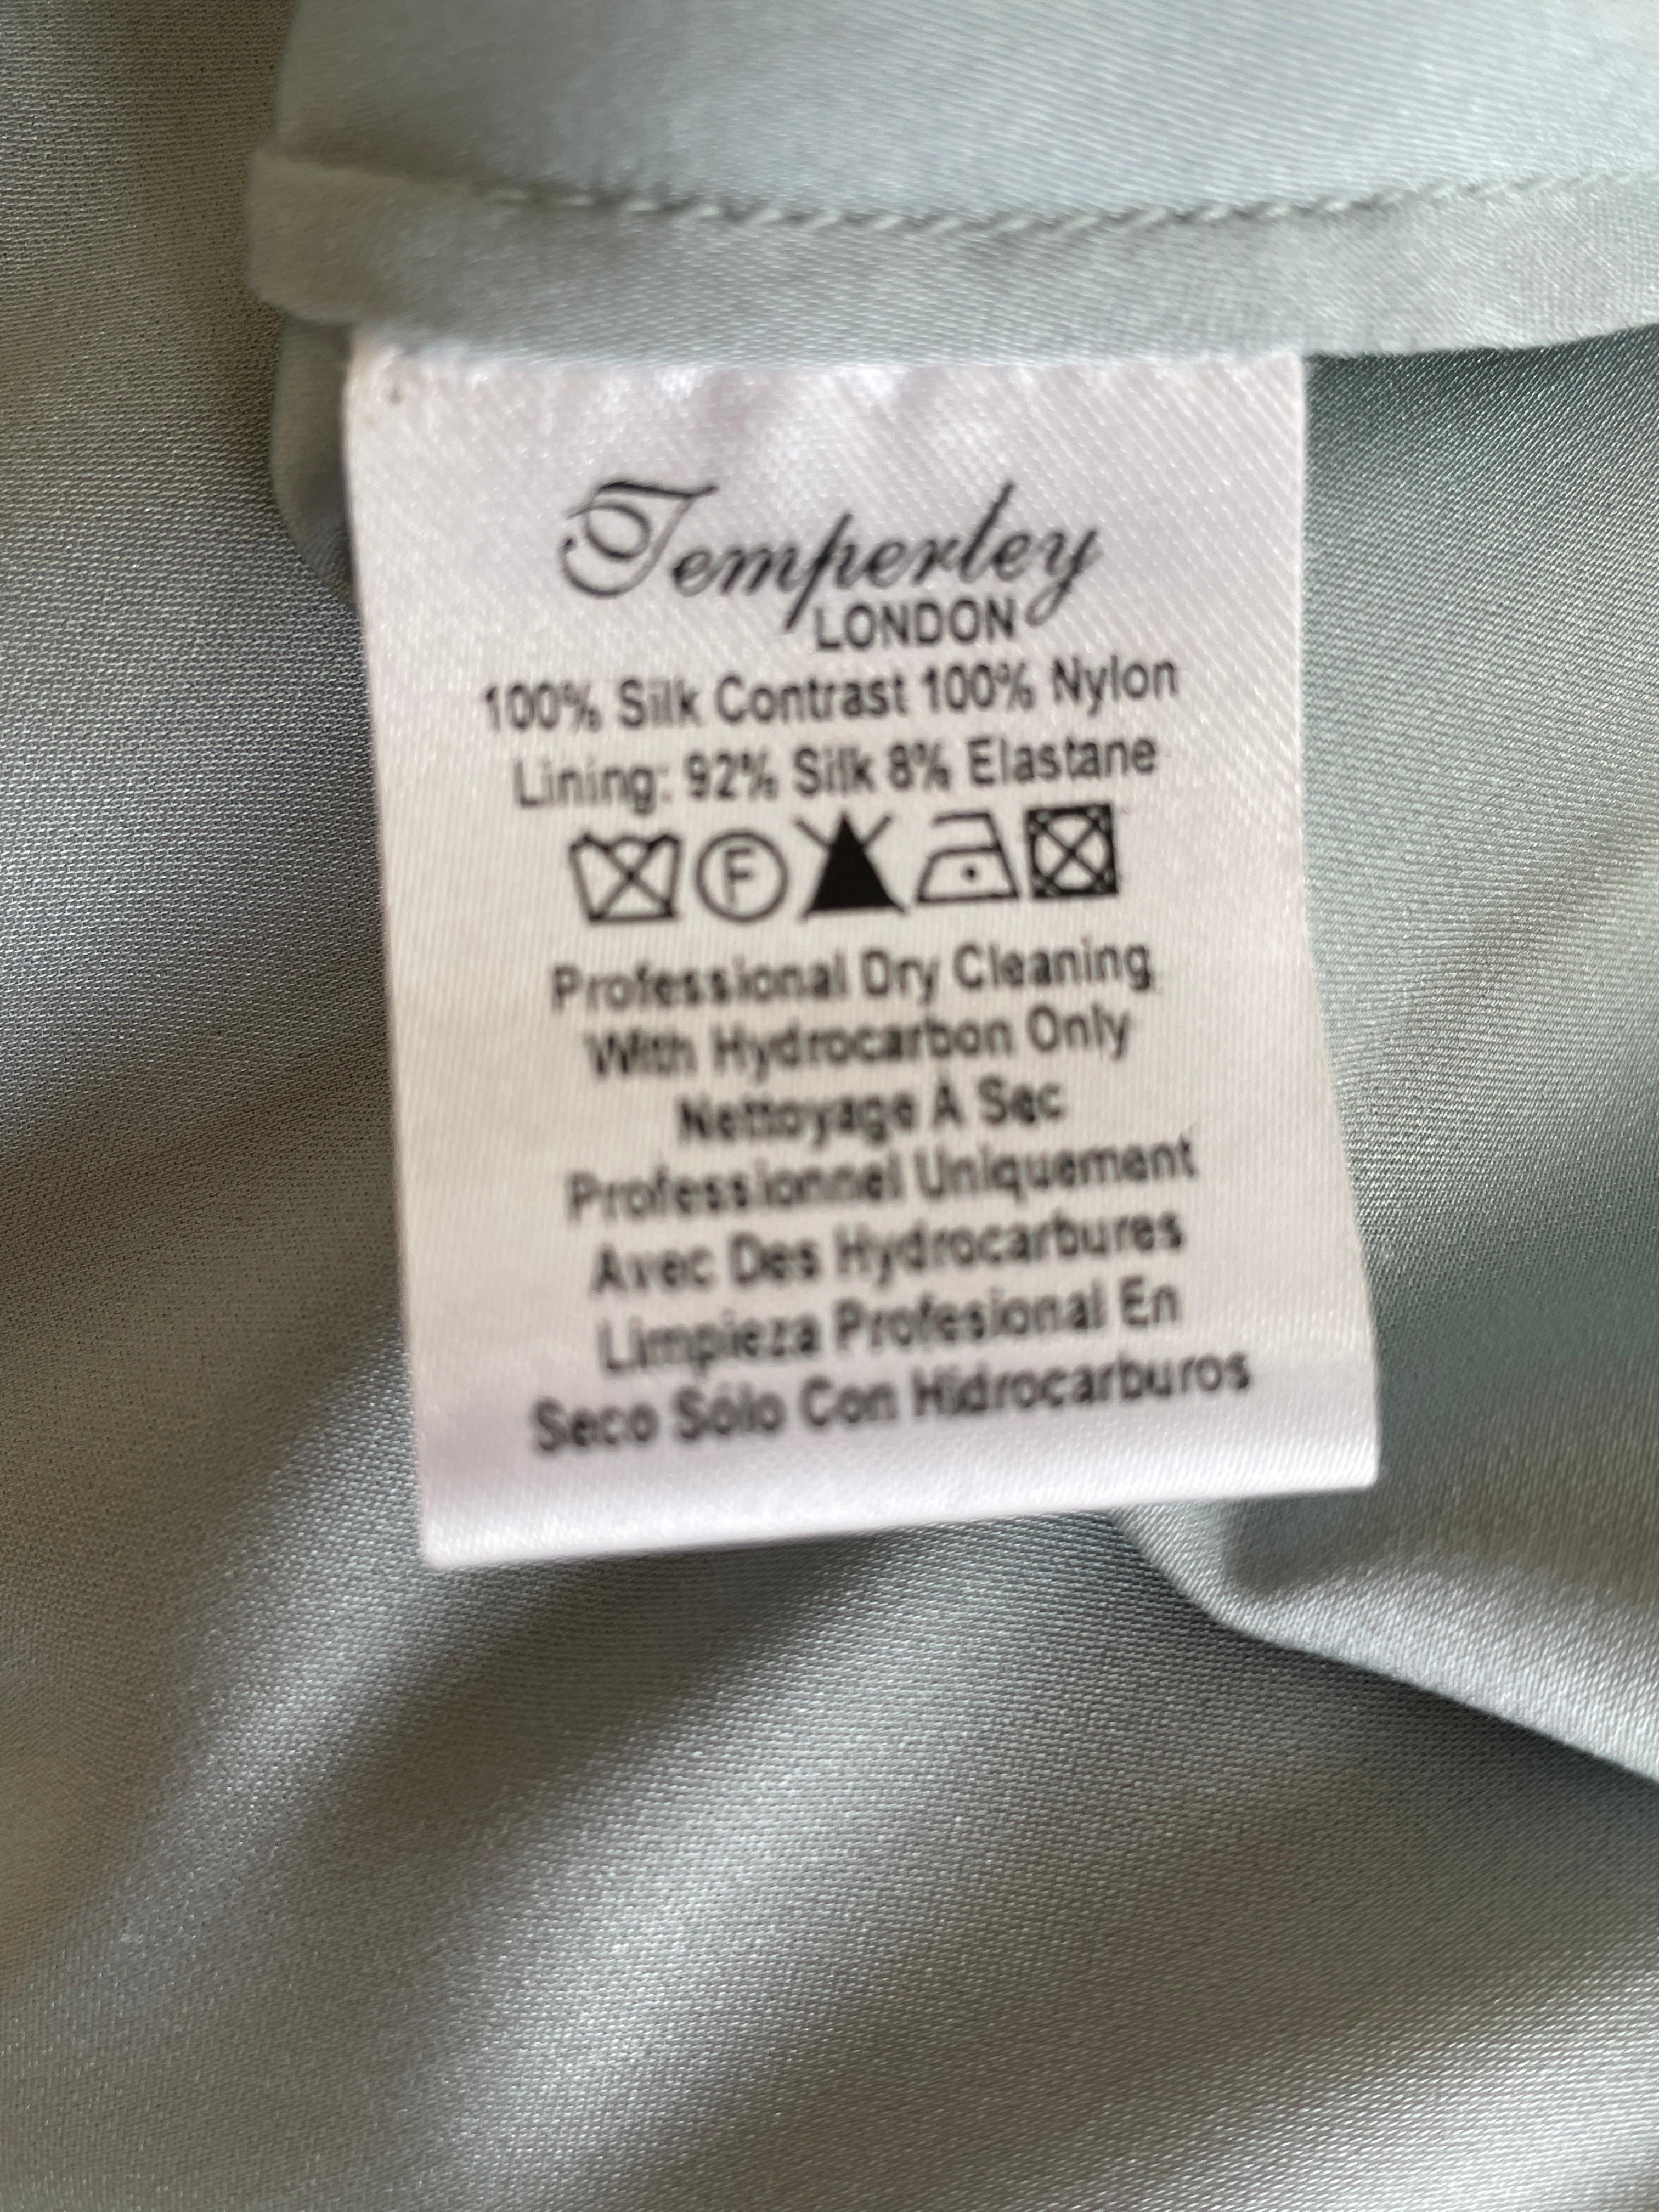 Temperley
LONDON
100% Silk Contrast 100% Nylon
Lining: 92% Silk 8% Elastane
F
Professional Dry Cleaning
With Hydrocarbon Only
Nettoyage À Sec
Professionnel Uniquement
Avec Des Hydrocarbures
Limpieza Profesional En
Seco Sólo Con Hidrocarburos